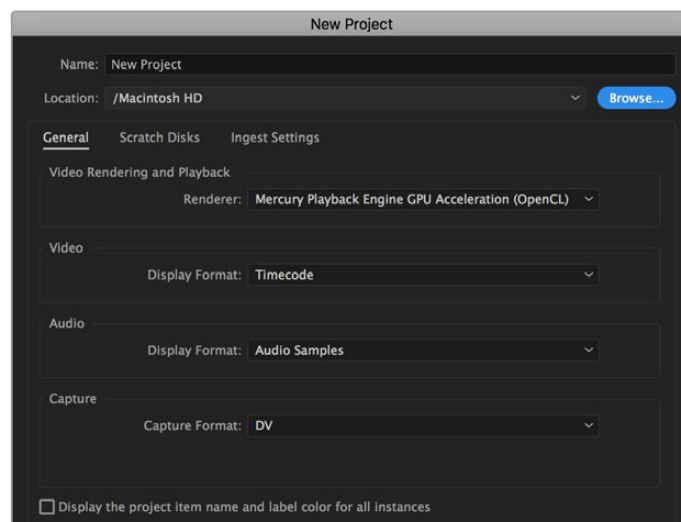 New Project
Name: New Project
Location: /Macintosh HD Browse...
General Scratch Disks Ingest Settings
Video Rendering and Playback
Renderer: Mercury Playback Engine GPU Acceleration (OpenCL)
Video
Display Format: Timecode
Audio
Display Format: Audio Samples
Capture
Capture Format: DV
Display the project item name and label color for all instances